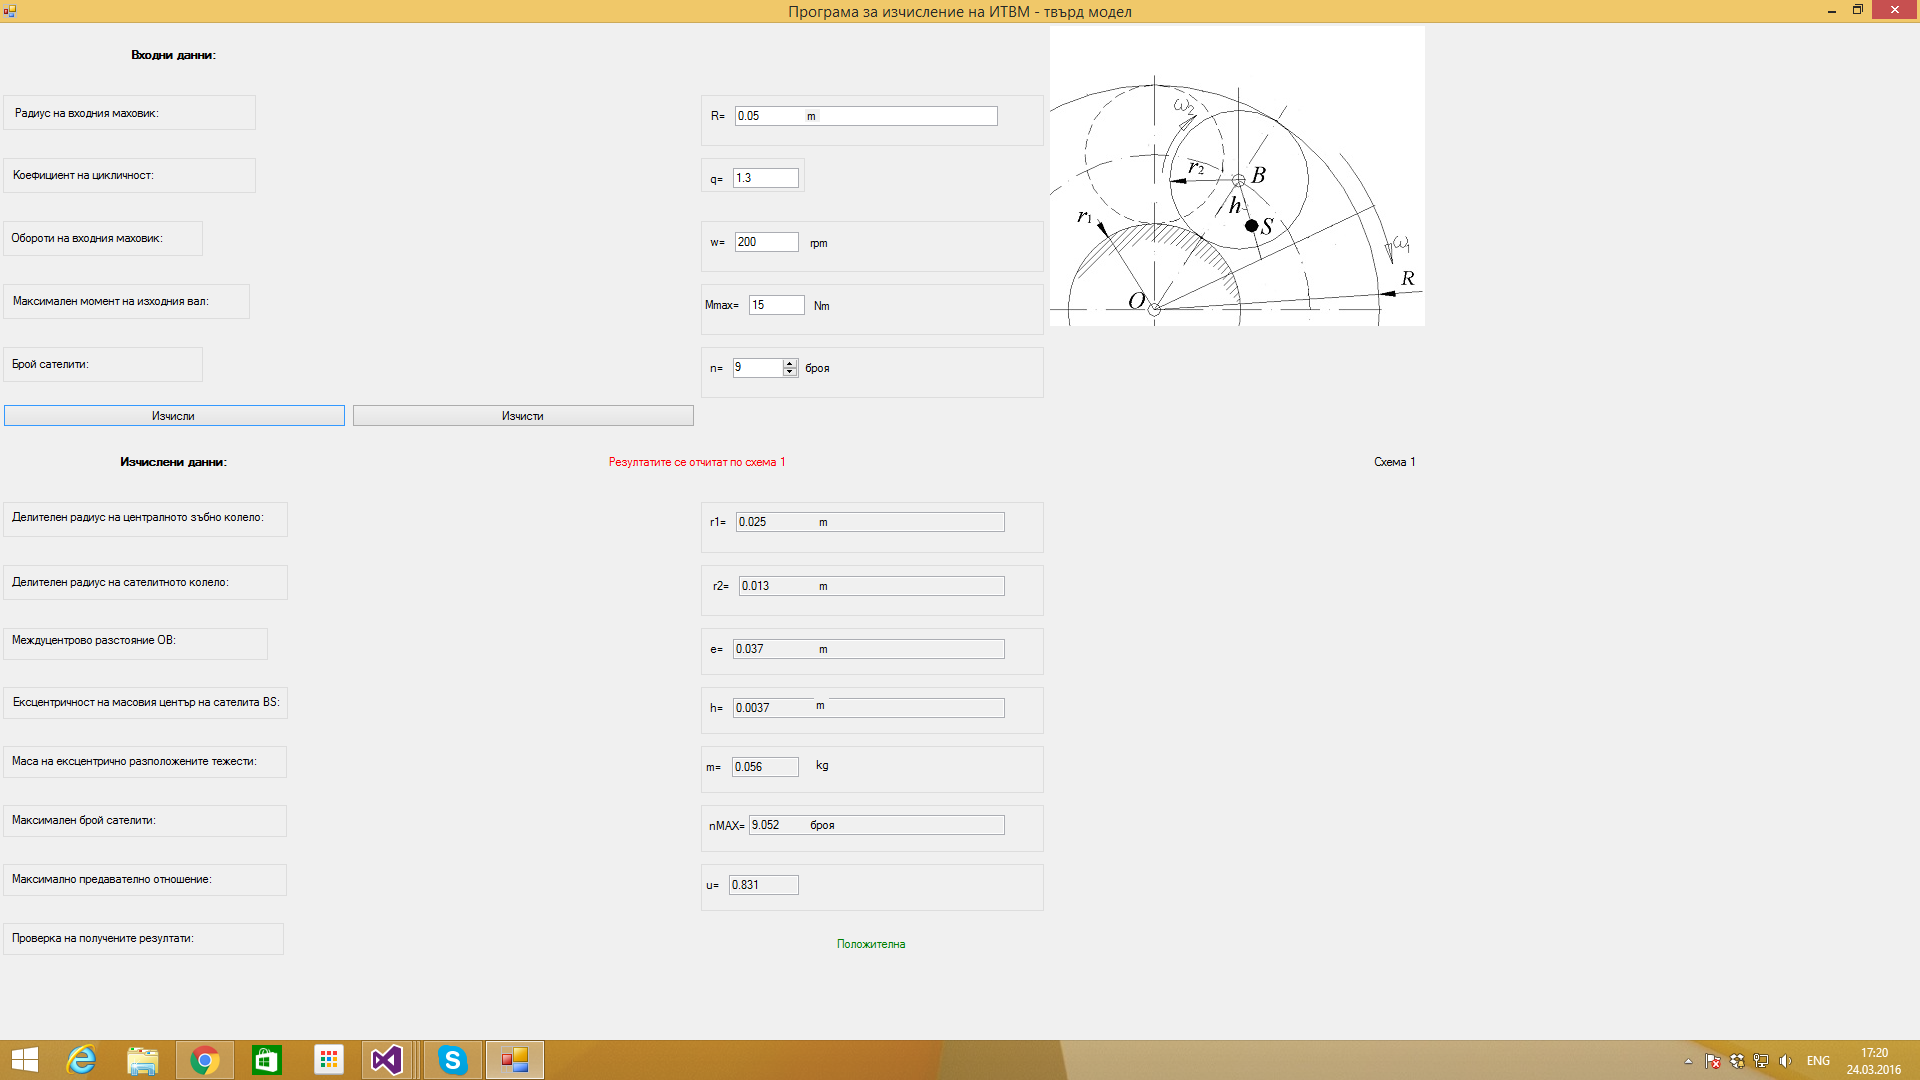 Програма за изчисление на ИТВМ - твърд модел
Входни данни:
Радиус на входния маховик:
R= 0.05 m
Коефициент на цикличност:
q= 1.3
Обороти на входния маховик:
w= 200 rpm
Максимален момент на изходния вал:
Mmax= 15 Nm
Брой сателити:
n= 9 броя
ω2
r2
B
h
S
r1
ω1
R
O
Изчисли
Изчисти
Изчислени данни:
Резултатите се отчитат по схема 1
Схема 1
Делителен радиус на централното зъбно колело:
r1= 0.025 m
Делителен радиус на сателитното колело:
r2= 0.013 m
Междуцентрово разстояние ОВ:
e= 0.037 m
Ексцентричност на масовия център на сателита BS:
h= 0.0037 m
Маса на ексцентрично разположените тежести:
m= 0.056 kg
Максимален брой сателити:
nMAX= 9.052 броя
Максимално предавателно отношение:
u= 0.831
Проверка на получените резултати:
Положителна
ENG
17:20
24.03.2016